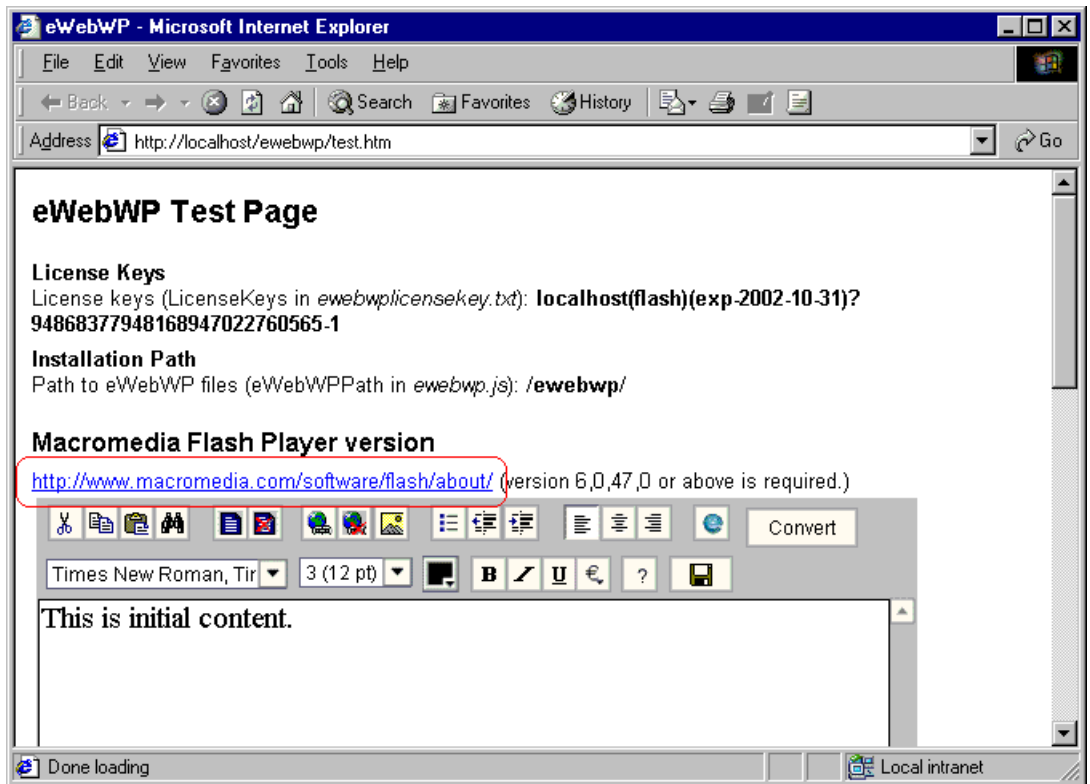 eWebWP - Microsoft Internet Explorer
File Edit View Favorites Tools Help
Back Search Favorites History
Address http://localhost/ewebwp/test.htm Go
eWebWP Test Page
License Keys
License keys (LicenseKeys in ewebwplicensekey.txt): localhost(flash)(exp-2002-10-31)?
94868377948168947022760565-1
Installation Path
Path to eWebWP files (eWebWPPath in ewebwp.js): /ewebwp/
Macromedia Flash Player version
http://www.macromedia.com/software/flash/about/ (version 6,0,47,0 or above is required.)
Convert
Times New Roman, Tir 3 (12 pt) B I U € ?
This is initial content.
Done loading Local intranet